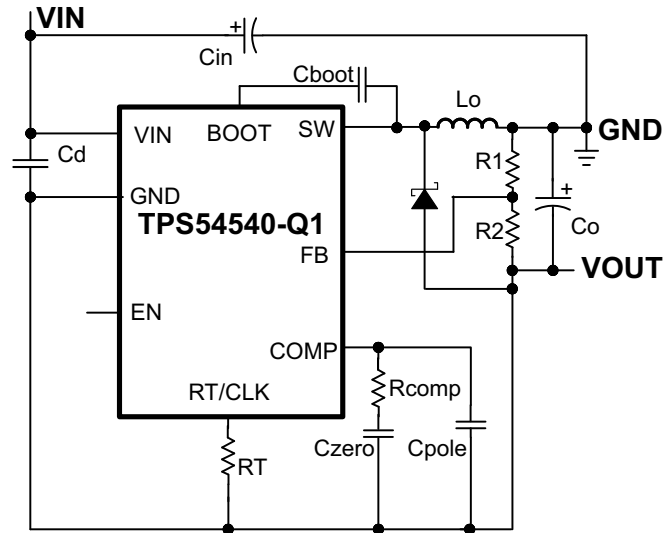 VIN
Cin
+
Cboot
Lo
VIN
BOOT
SW
GND
Cd
R1
GND
+
TPS54540-Q1
R2
Co
FB
VOUT
EN
COMP
RT/CLK
Rcomp
Czero
Cpole
RT